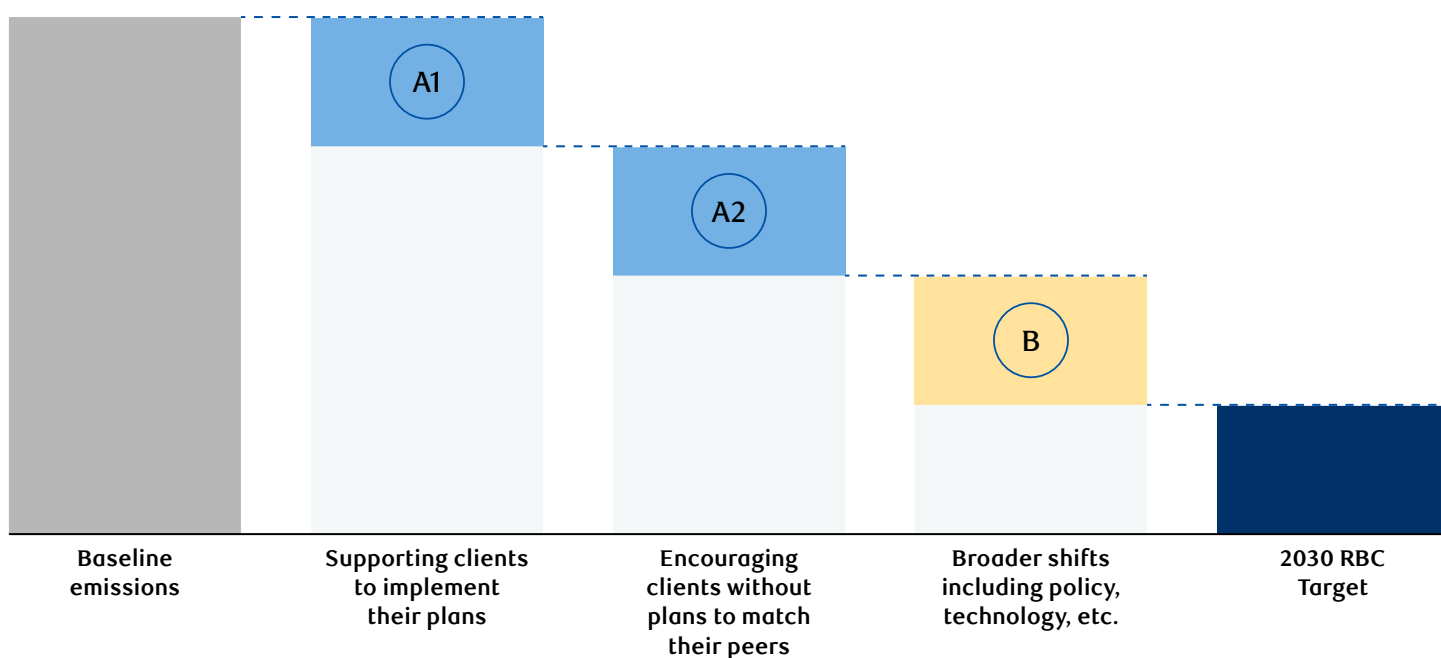 A1
A2
B
Baseline
emissions
Supporting clients
to implement
their plans
Encouraging
clients without
plans to match
their peers
Broader shifts
including policy,
technology, etc.
2030 RBC
Target